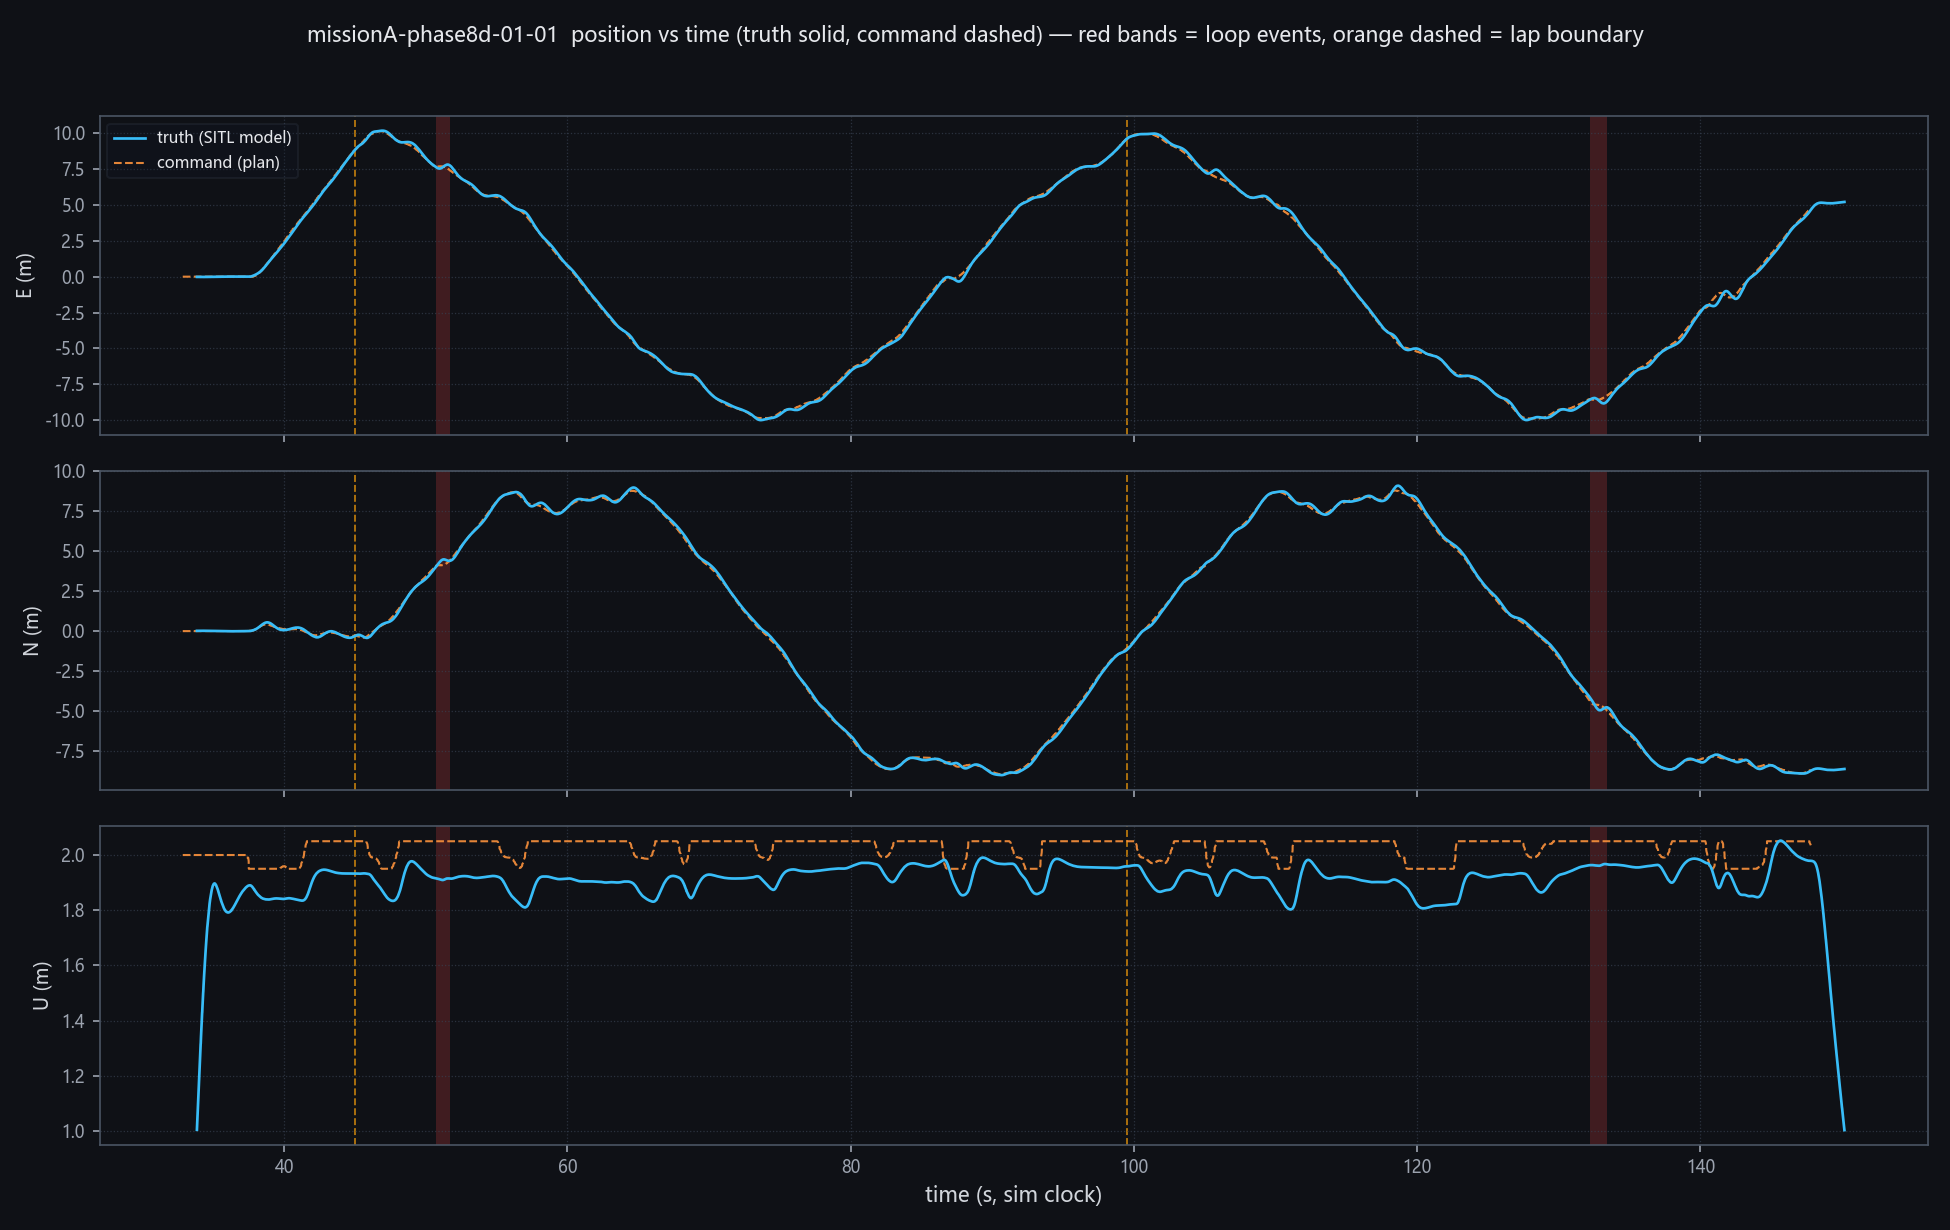 missionA-phase8d-01-01  position vs time (truth solid, command dashed) — red bands = loop events, orange dashed = lap boundary
truth (SITL model)
command (plan)
E (m)
10.0
7.5
5.0
2.5
0.0
-2.5
-5.0
-7.5
-10.0
N (m)
10.0
7.5
5.0
2.5
0.0
-2.5
-5.0
-7.5
U (m)
2.0
1.8
1.6
1.4
1.2
1.0
40 60 80 100 120 140
time (s, sim clock)